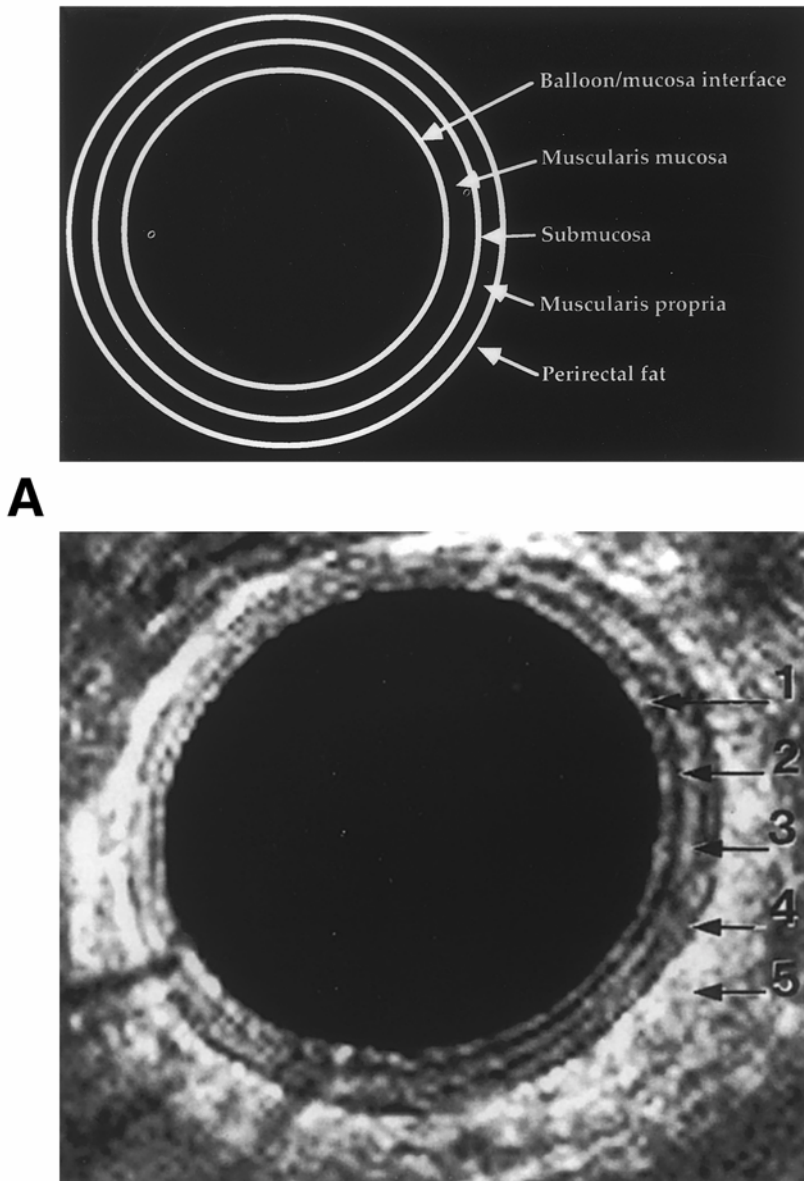 Balloon/mucosa interface
Muscularis mucosa
Submucosa
Muscularis propria
Perirectal fat
A
1
2
3
4
5